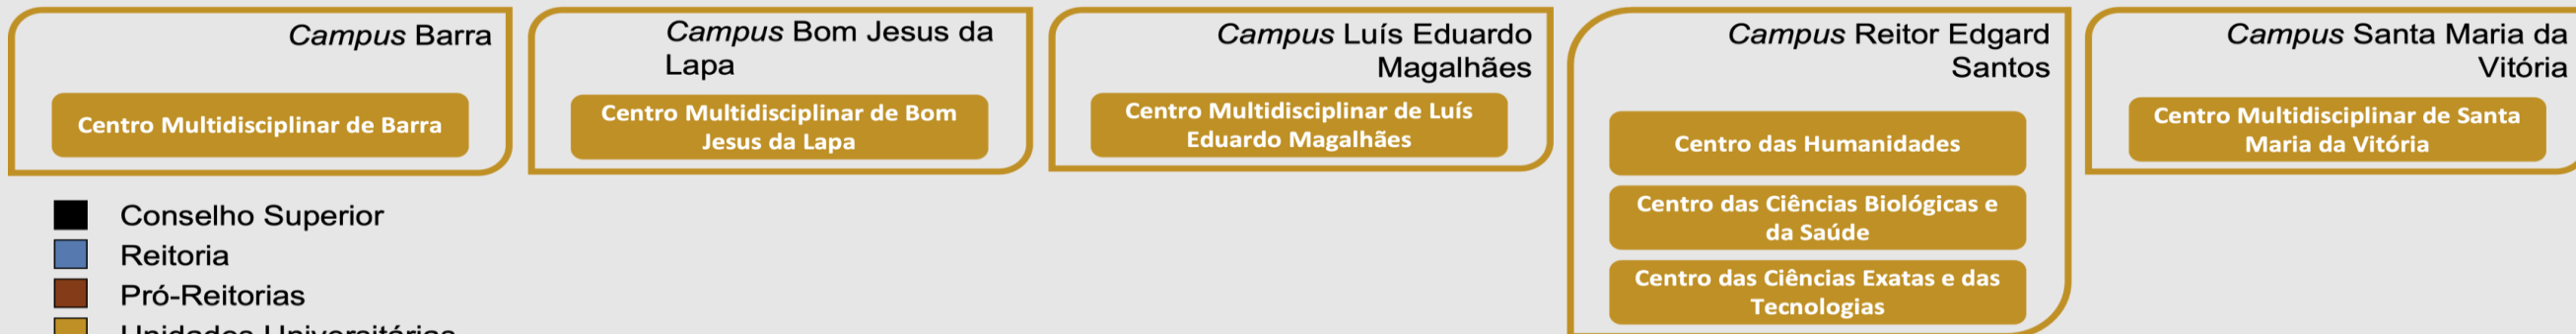 Campus Barra
Centro Multidisciplinar de Barra
Campus Bom Jesus da
Lapa
Centro Multidisciplinar de Bom
Jesus da Lapa
Campus Luís Eduardo
Magalhães
Centro Multidisciplinar de Luís
Eduardo Magalhães
Campus Reitor Edgard
Santos
Centro das Humanidades
Centro das Ciências Biológicas e
da Saúde
Centro das Ciências Exatas e das
Tecnologias
Campus Santa Maria da
Vitória
Centro Multidisciplinar de Santa
Maria da Vitória
Conselho Superior
Reitoria
Pró-Reitorias
Unidades Universitárias